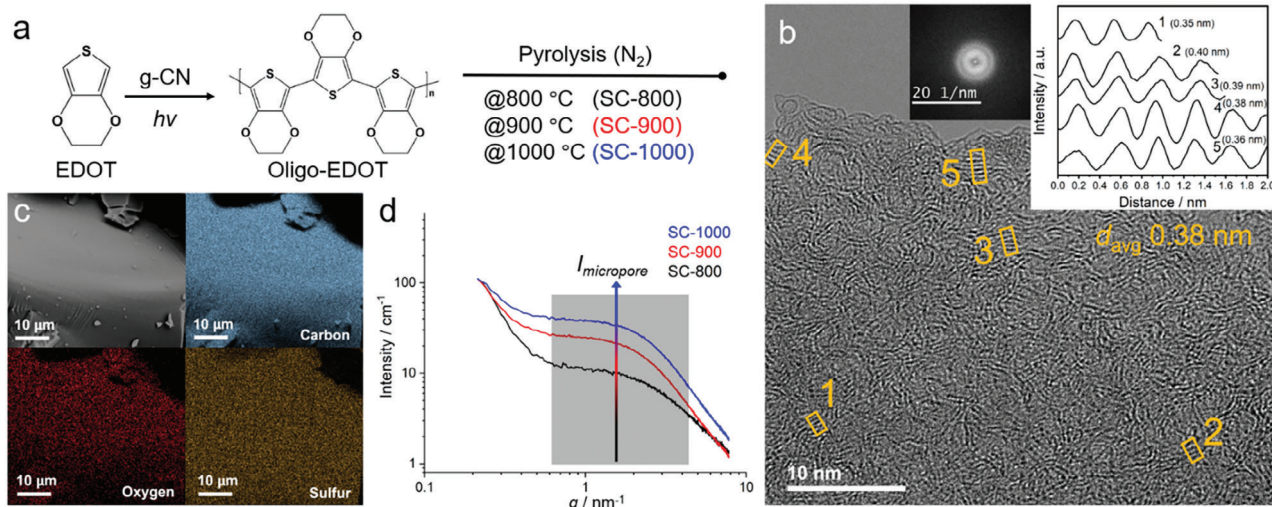 a
S
O
O
EDOT
g-CN
hν
O
O
S
S
S
O
O
O
O
n
Oligo-EDOT
Pyrolysis (N₂)
@800 °C (SC-800)
@900 °C (SC-900)
@1000 °C (SC-1000)
b
20 1/nm
Intensity / a.u.
1 (0.35 nm)
2 (0.40 nm)
3 (0.39 nm)
4 (0.38 nm)
5 (0.36 nm)
0.0 0.2 0.4 0.6 0.8 1.0 1.2 1.4 1.6 1.8 2.0
Distance / nm
4
5
3
d avg 0.38 nm
1
2
10 nm
c
10 µm
10 µm
Carbon
10 µm
Oxygen
10 µm
Sulfur
d
SC-1000
SC-900
SC-800
I micropore
Intensity / cm⁻¹
100
10
1
0.1 1 10
q / nm⁻¹